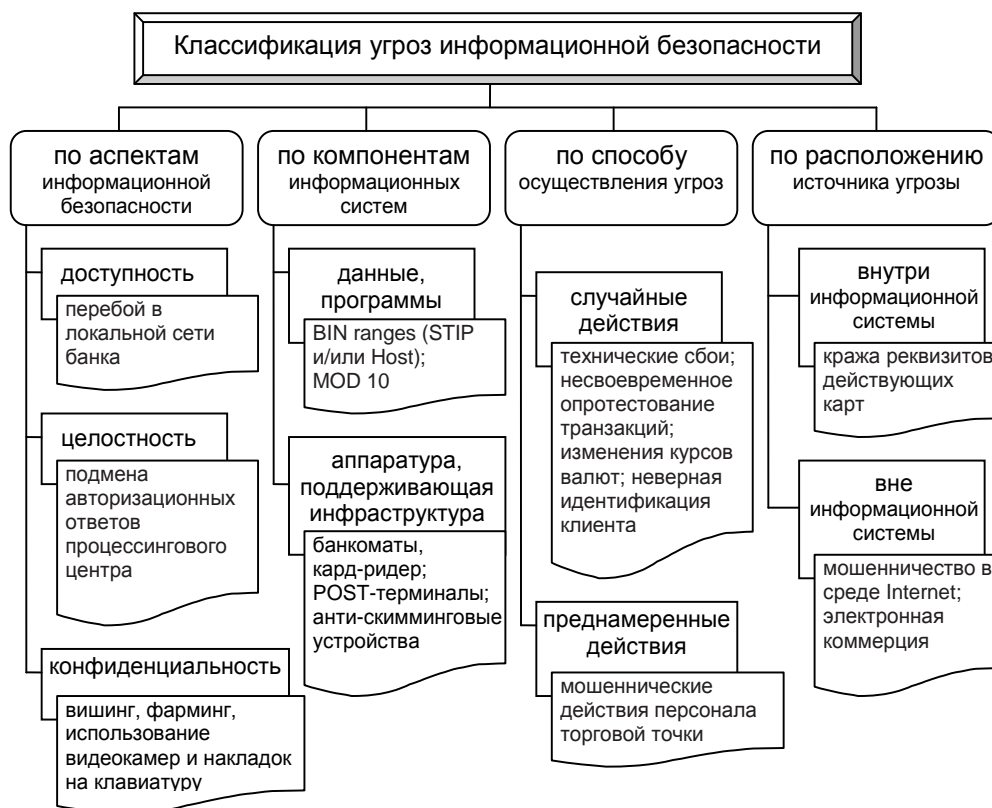 Классификация угроз информационной безопасности
по аспектам
информационной
безопасности
доступность
перебой в
локальной сети
банка
целостность
подмена
авторизационных
ответов
процессингового
центра
конфиденциальность
вишинг, фарминг,
использование
видеокамер и накладок
на клавиатуру
по компонентам
информационных
систем
данные,
программы
BIN ranges (STIP
и/или Host);
MOD 10
аппаратура,
поддерживающая
инфраструктура
банкоматы,
кард-ридер;
POST-терминалы;
анти-скимминговые
устройства
по способу
осуществления угроз
случайные
действия
технические сбои;
несвоевременное
опротестование
транзакций;
изменения курсов
валют; неверная
идентификация
клиента
преднамеренные
действия
мошеннические
действия персонала
торговой точки
по расположению
источника угрозы
внутри
информационной
системы
кража реквизитов
действующих
карт
вне
информационной
системы
мошенничество в
среде Internet;
электронная
коммерция